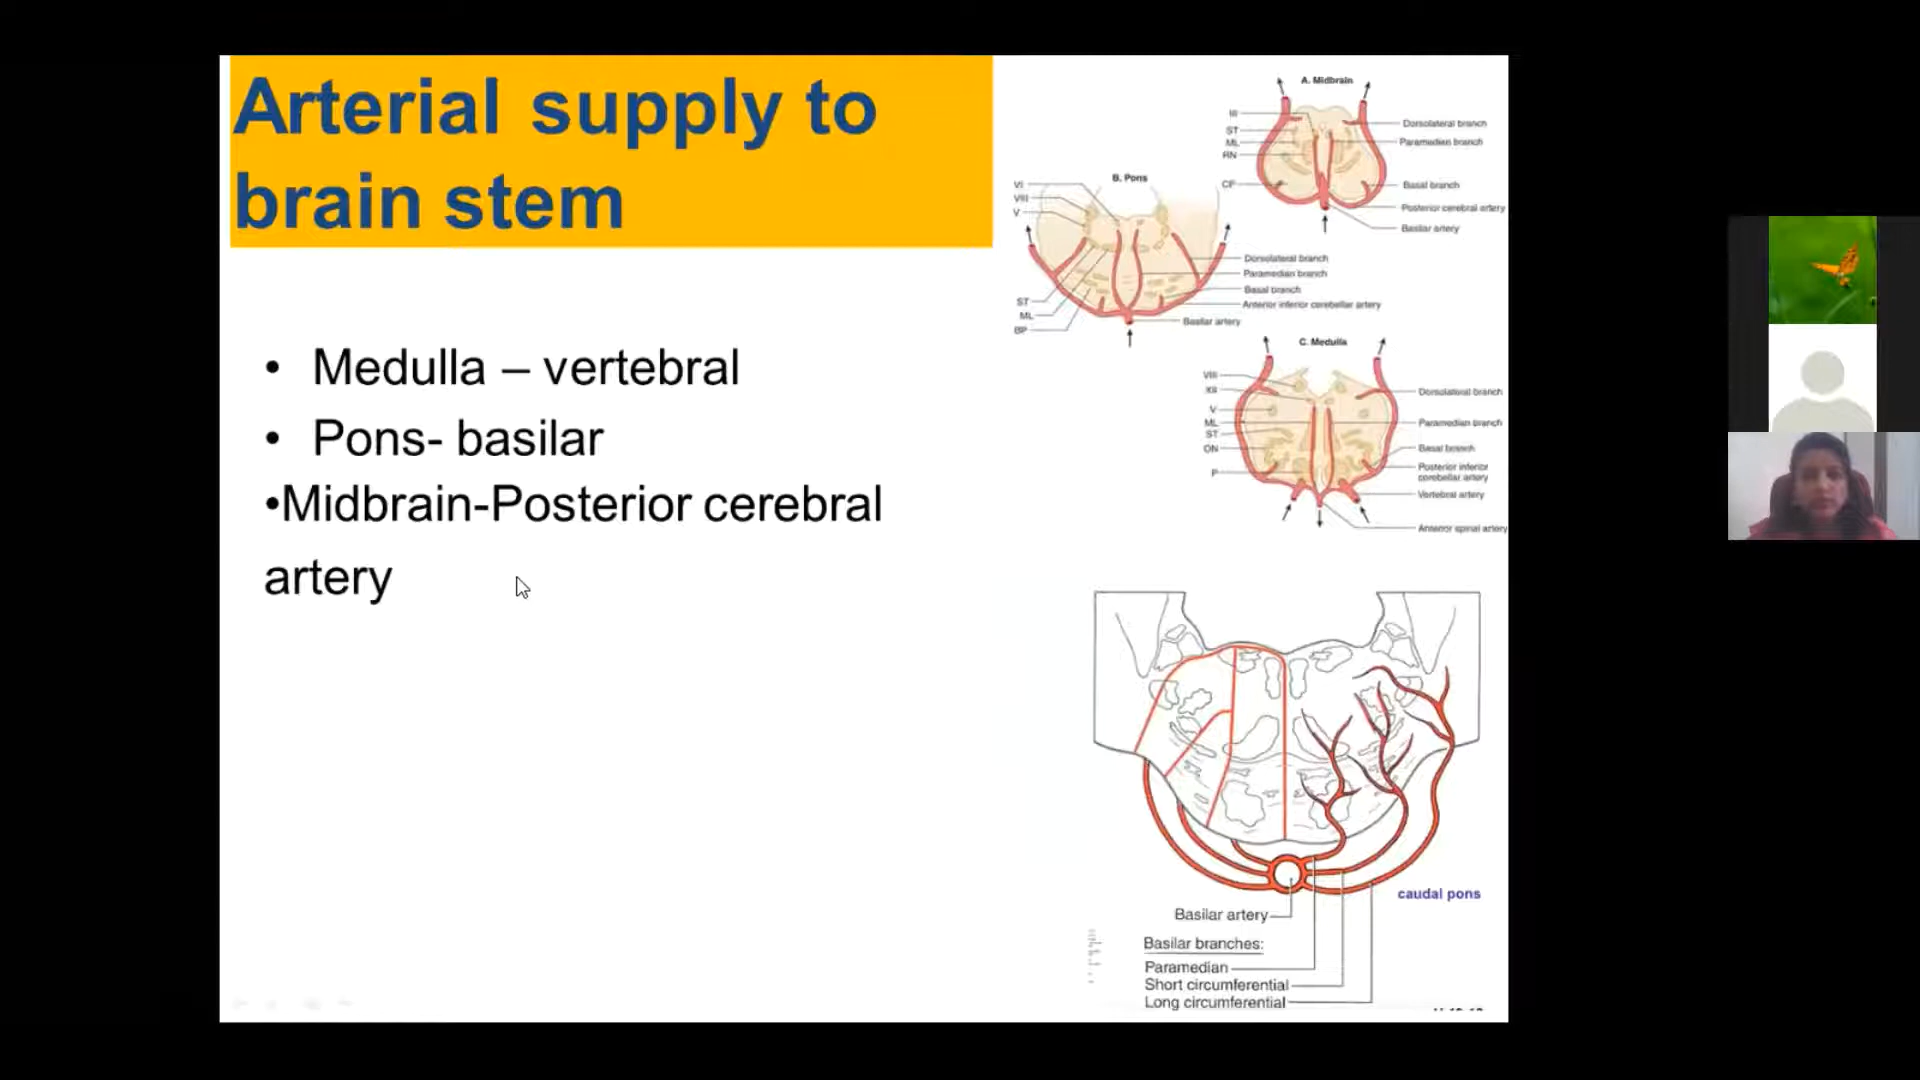 Arterial supply to
brain stem
• Medulla – vertebral
• Pons- basilar
•Midbrain-Posterior cerebral
artery
A. Midbrain
III
ST
ML
RN
CP
Dorsolateral branch
Paramedian branch
Basal branch
Posterior cerebral artery
Basilar artery
B. Pons
VI
VIII
V
ST
ML
BP
Dorsolateral branch
Paramedian branch
Basal branch
Anterior inferior cerebellar artery
Basilar artery
C. Medulla
VIII
XII
V
ML
ST
ON
P
Dorsolateral branch
Paramedian branch
Basal branch
Posterior inferior
cerebellar artery
Vertebral artery
Anterior spinal artery
caudal pons
Basilar artery
Basilar branches:
Paramedian
Short circumferential
Long circumferential